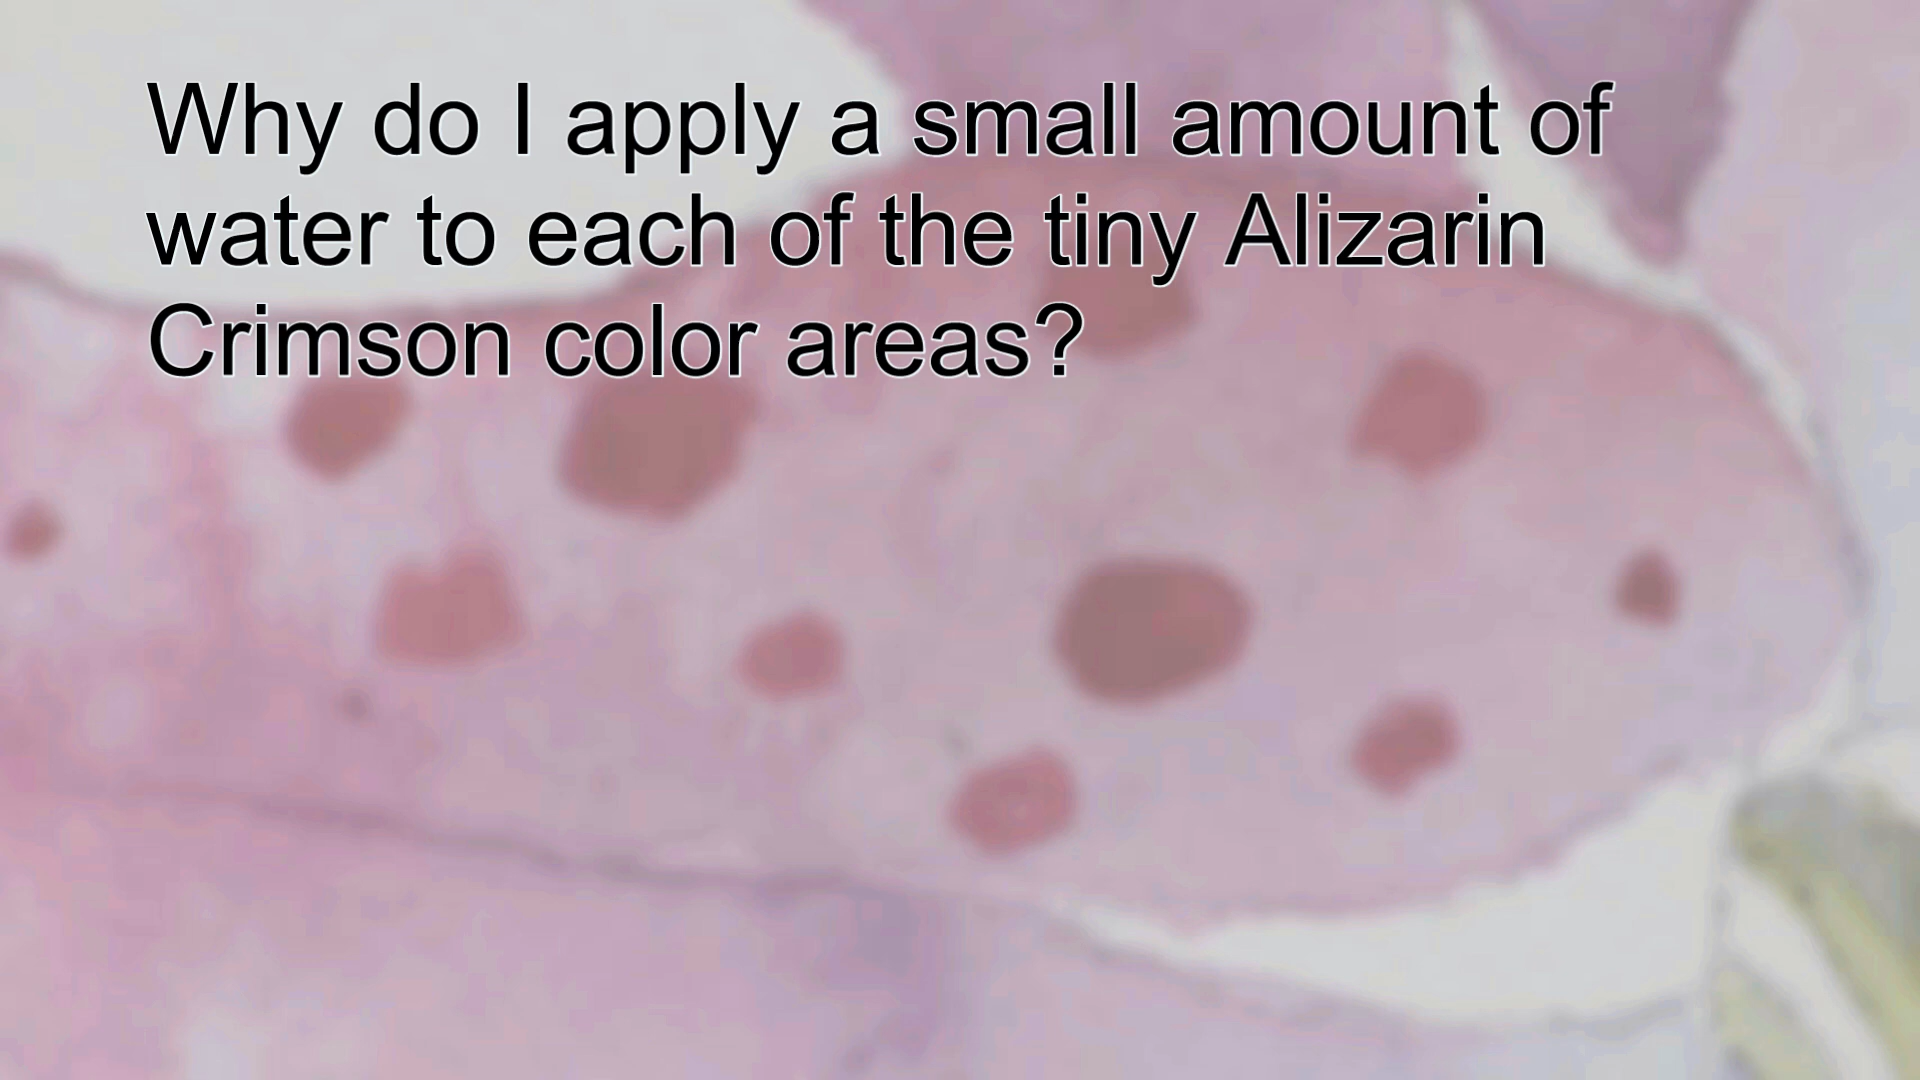 Why do I apply a small amount of
water to each of the tiny Alizarin
Crimson color areas?